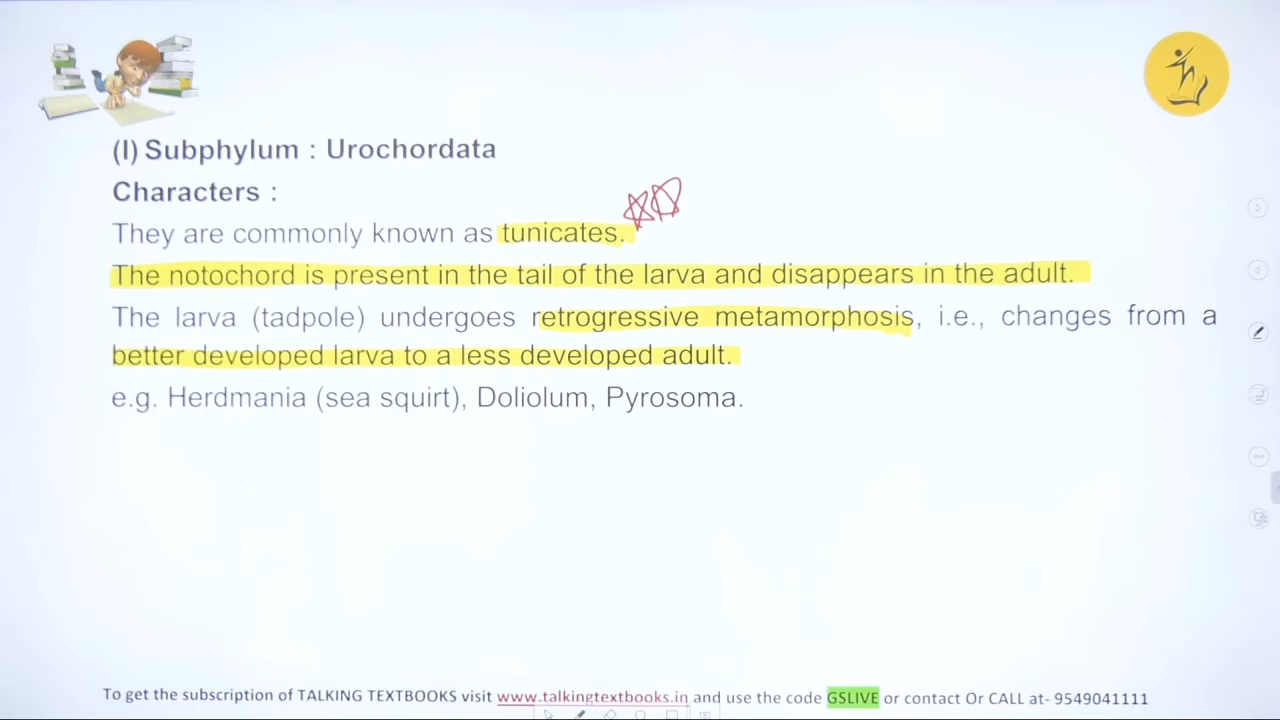 (I) Subphylum : Urochordata
Characters :
They are commonly known as tunicates.
The notochord is present in the tail of the larva and disappears in the adult.
The larva (tadpole) undergoes retrogressive metamorphosis, i.e., changes from a
better developed larva to a less developed adult.
e.g. Herdmania (sea squirt), Doliolum, Pyrosoma.
To get the subscription of TALKING TEXTBOOKS visit www.talkingtextbooks.in and use the code GSLIVE or contact Or CALL at- 9549041111